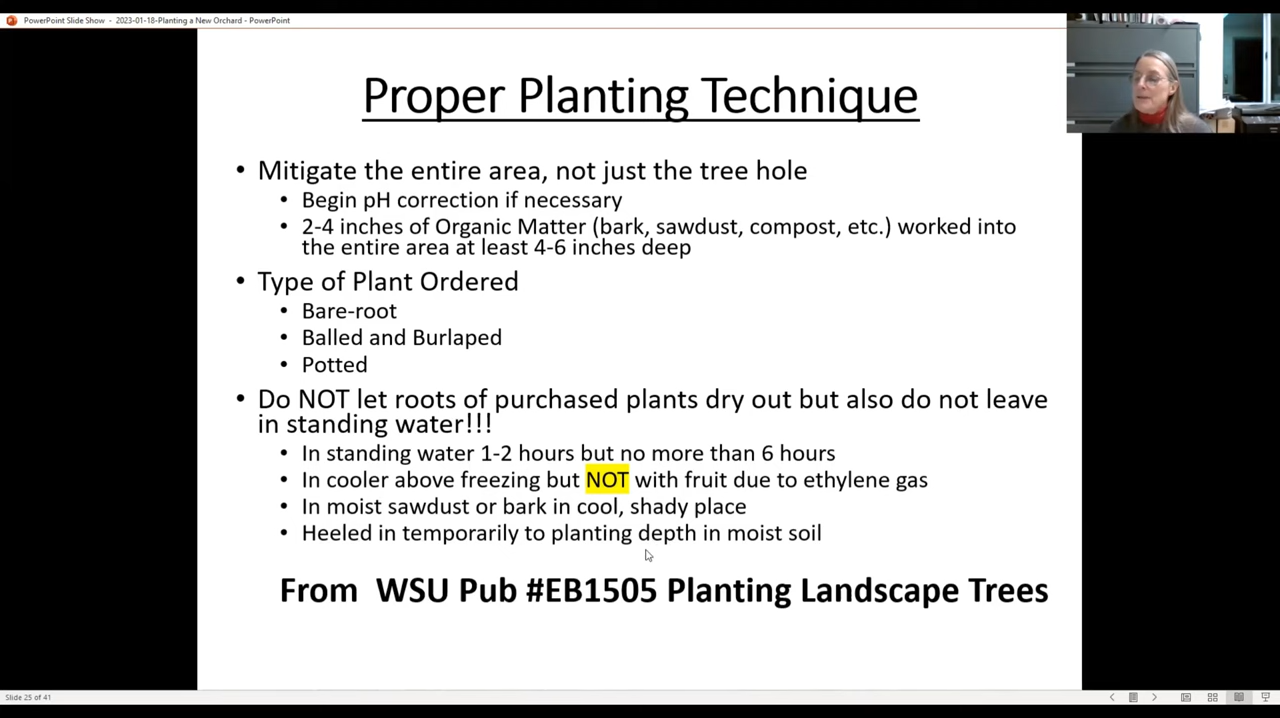 PowerPoint Slide Show - 2023-01-18-Planting a New Orchard - PowerPoint
Proper Planting Technique
• Mitigate the entire area, not just the tree hole
• Begin pH correction if necessary
• 2-4 inches of Organic Matter (bark, sawdust, compost, etc.) worked into
the entire area at least 4-6 inches deep
• Type of Plant Ordered
• Bare-root
• Balled and Burlaped
• Potted
• Do NOT let roots of purchased plants dry out but also do not leave
in standing water!!!
• In standing water 1-2 hours but no more than 6 hours
• In cooler above freezing but NOT with fruit due to ethylene gas
• In moist sawdust or bark in cool, shady place
• Heeled in temporarily to planting depth in moist soil
From WSU Pub #EB1505 Planting Landscape Trees
Slide 25 of 41